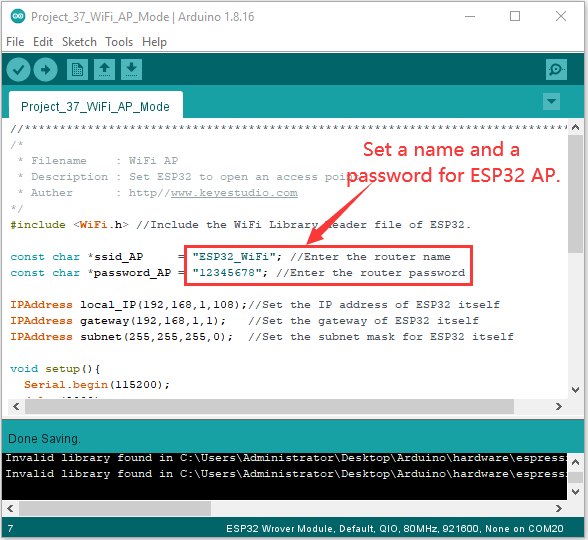 Project_37_WiFi_AP_Mode | Arduino 1.8.16
File Edit Sketch Tools Help
Project_37_WiFi_AP_Mode
//******************************************************************************
/*
* Filename    : WiFi AP
* Description : Set ESP32 to open an access point
* Auther      : http//www.keyestudio.com
*/
#include <WiFi.h> //Include the WiFi Library header file of ESP32.
Set a name and a
password for ESP32 AP.
const char *ssid_AP     = "ESP32_WiFi"; //Enter the router name
const char *password_AP = "12345678"; //Enter the router password
IPAddress local_IP(192,168,1,108);//Set the IP address of ESP32 itself
IPAddress gateway(192,168,1,1);   //Set the gateway of ESP32 itself
IPAddress subnet(255,255,255,0);  //Set the subnet mask for ESP32 itself
void setup(){
Serial.begin(115200);
Done Saving.
Invalid library found in C:\Users\Administrator\Desktop\Arduino\hardware\espress
Invalid library found in C:\Users\Administrator\Desktop\Arduino\hardware\espress
7 ESP32 Wrover Module, Default, QIO, 80MHz, 921600, None on COM20